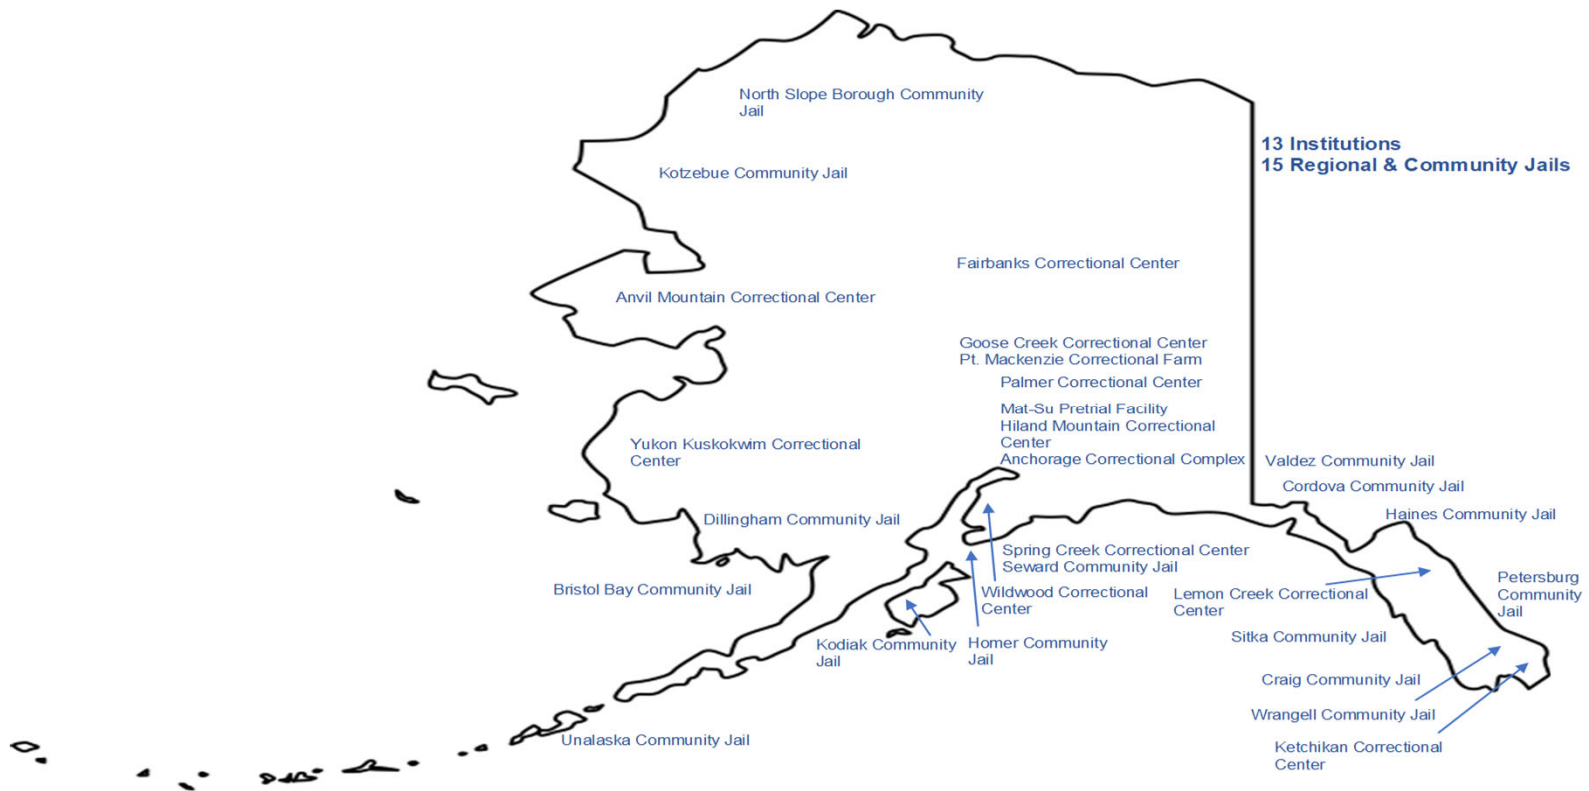 North Slope Borough Community
Jail
13 Institutions
15 Regional & Community Jails
Kotzebue Community Jail
Fairbanks Correctional Center
Anvil Mountain Correctional Center
Goose Creek Correctional Center
Pt. Mackenzie Correctional Farm
Palmer Correctional Center
Mat-Su Pretrial Facility
Hiland Mountain Correctional
Center
Anchorage Correctional Complex
Yukon Kuskokwim Correctional
Center
Valdez Community Jail
Cordova Community Jail
Haines Community Jail
Dillingham Community Jail
Spring Creek Correctional Center
Seward Community Jail
Bristol Bay Community Jail
Wildwood Correctional
Center
Lemon Creek Correctional
Center
Petersburg
Community
Jail
Kodiak Community
Jail
Homer Community
Jail
Sitka Community Jail
Craig Community Jail
Wrangell Community Jail
Unalaska Community Jail
Ketchikan Correctional
Center